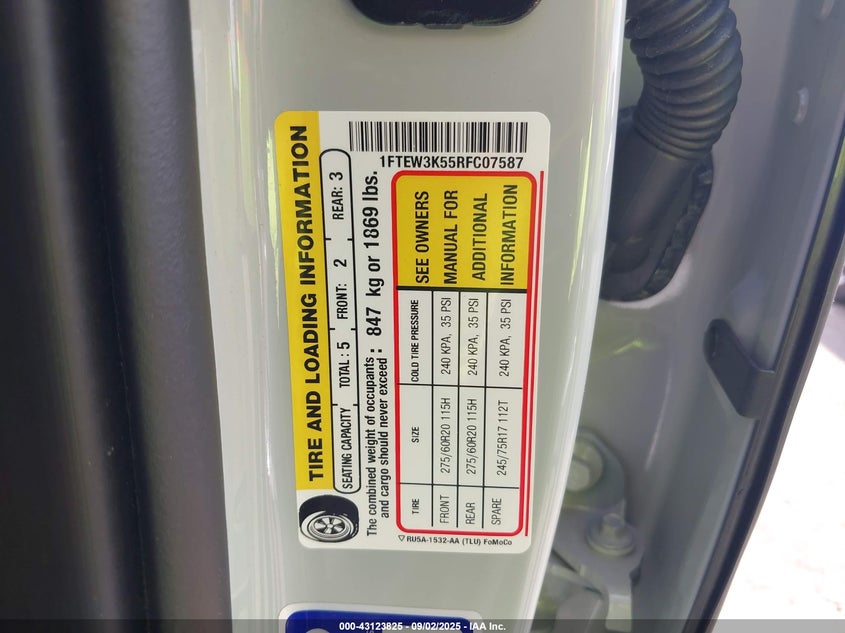 1FTEW3K55RFC07587
TIRE AND LOADING INFORMATION
SEATING CAPACITY TOTAL: 5 FRONT: 2 REAR: 3
The combined weight of occupants and cargo should never exceed: 847 kg or 1869 lbs.
TIRE SIZE COLD TIRE PRESSURE SEE OWNERS
FRONT 275/60R20 115H 240 KPA, 35 PSI MANUAL FOR
REAR 275/60R20 115H 240 KPA, 35 PSI ADDITIONAL
SPARE 245/75R17 112T 240 KPA, 35 PSI INFORMATION
RU5A-1532-AA (TLU) FoMoCo
000-43123825 | 09/02/2025 | IAA Inc.